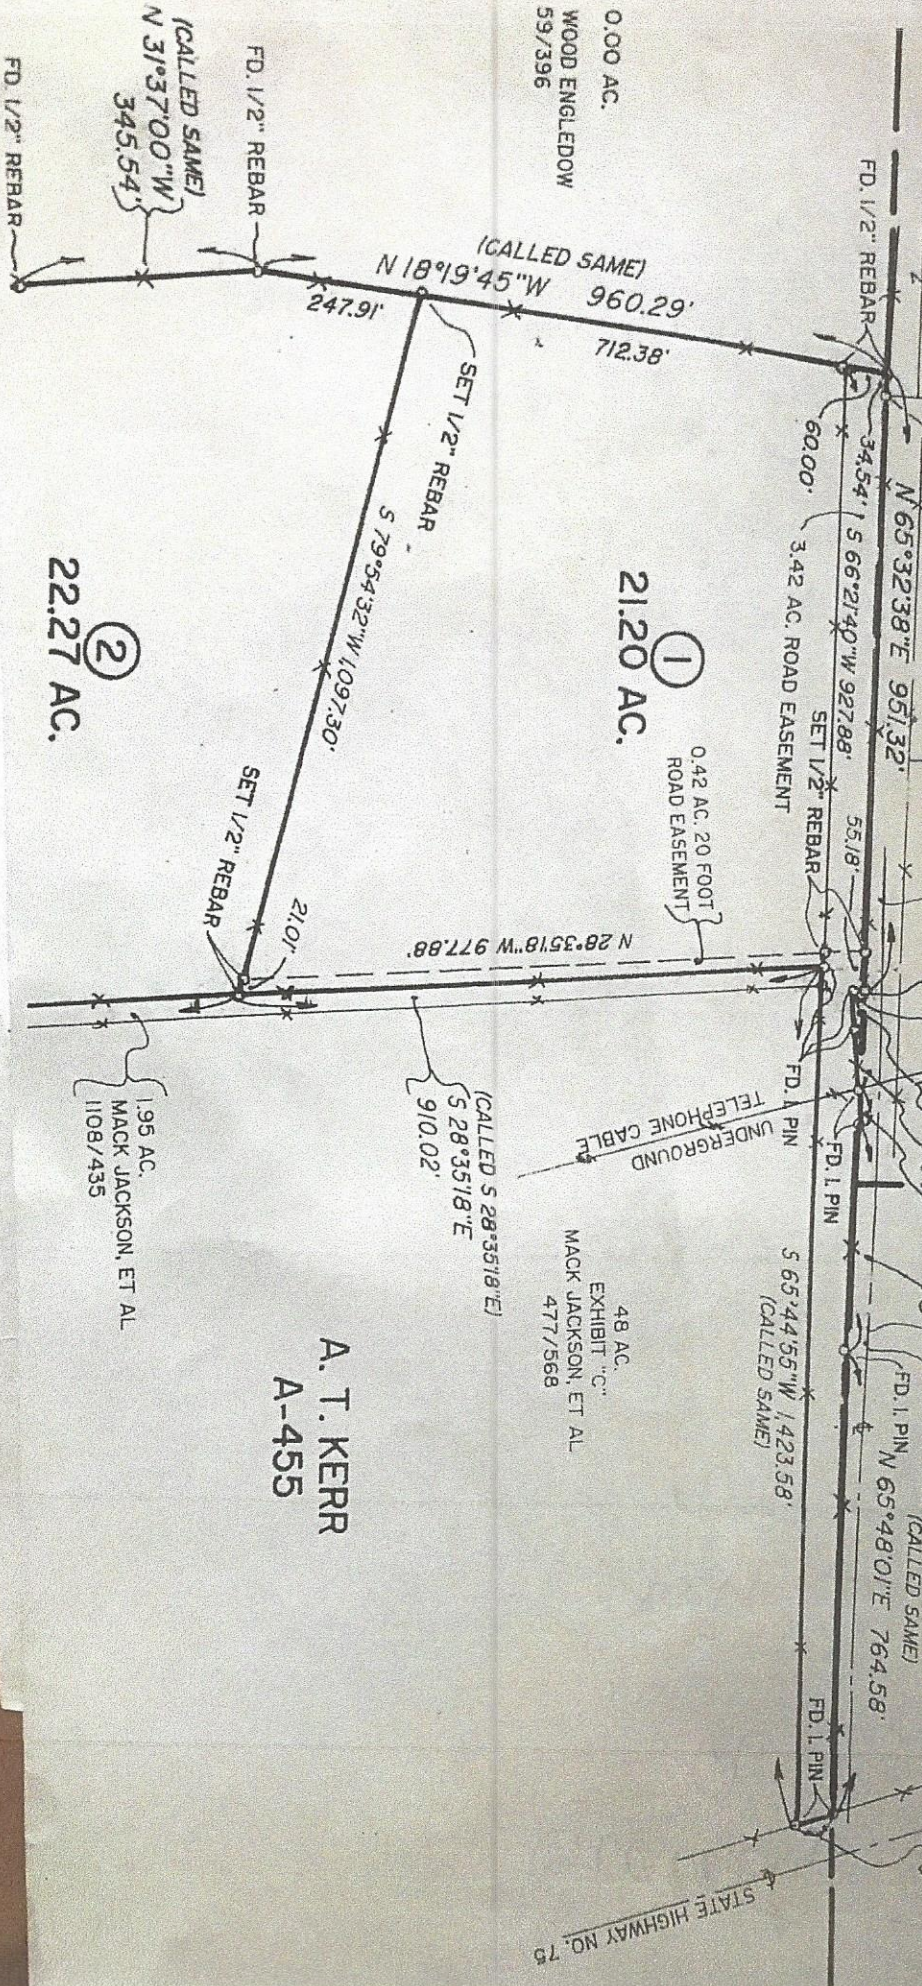 0.00 AC.
WOOD ENGLEDOW
59/396
FD. 1/2" REBAR
(CALLED SAME)
N 18°19'45"W 960.29'
712.38'
247.91'
FD. 1/2" REBAR
(CALLED SAME)
N 31°37'00"W
345.54'
FD. 1/2" REBAR
N 65°32'38"E 951.32'
34.54'
S 66°21'40"W 927.88'
60.00'
3.42 AC. ROAD EASEMENT
SET 1/2" REBAR
55.18'
1
21.20 AC.
0.42 AC. 20 FOOT
ROAD EASEMENT
N 28°35'18"W 977.88'
SET 1/2" REBAR
S 79°54'32"W 1,097.30'
SET 1/2" REBAR
21.01'
2
22.27 AC.
FD. I. PIN
FD. I. PIN
FD. I. PIN
(CALLED SAME)
N 65°48'01"E 764.58'
S 65°44'55"W 1,423.58'
(CALLED SAME)
FD. I. PIN
UNDERGROUND
TELEPHONE CABLE
48 AC.
EXHIBIT "C"
MACK JACKSON, ET AL
477/568
(CALLED S 28°35'18"E)
S 28°35'18"E
910.02'
1.95 AC.
MACK JACKSON, ET AL
1108/435
A. T. KERR
A-455
STATE HIGHWAY NO. 75